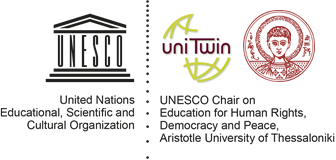 UNESCO
United Nations
Educational, Scientific and
Cultural Organization
uniTwin
UNESCO Chair on
Education for Human Rights,
Democracy and Peace,
Aristotle University of Thessaloniki